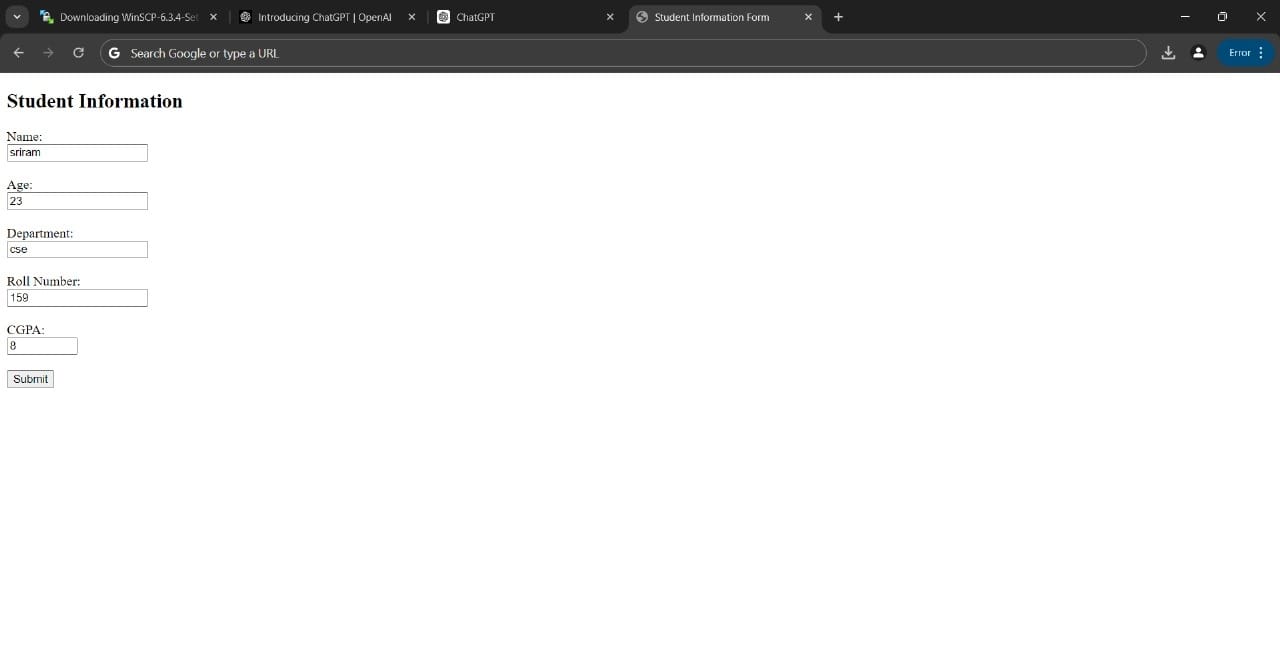 Downloading WinSCP-6.3.4-Set
Introducing ChatGPT | OpenAI
ChatGPT
Student Information Form
Search Google or type a URL
Error
Student Information
Name:
sriram
Age:
23
Department:
cse
Roll Number:
159
CGPA:
8
Submit